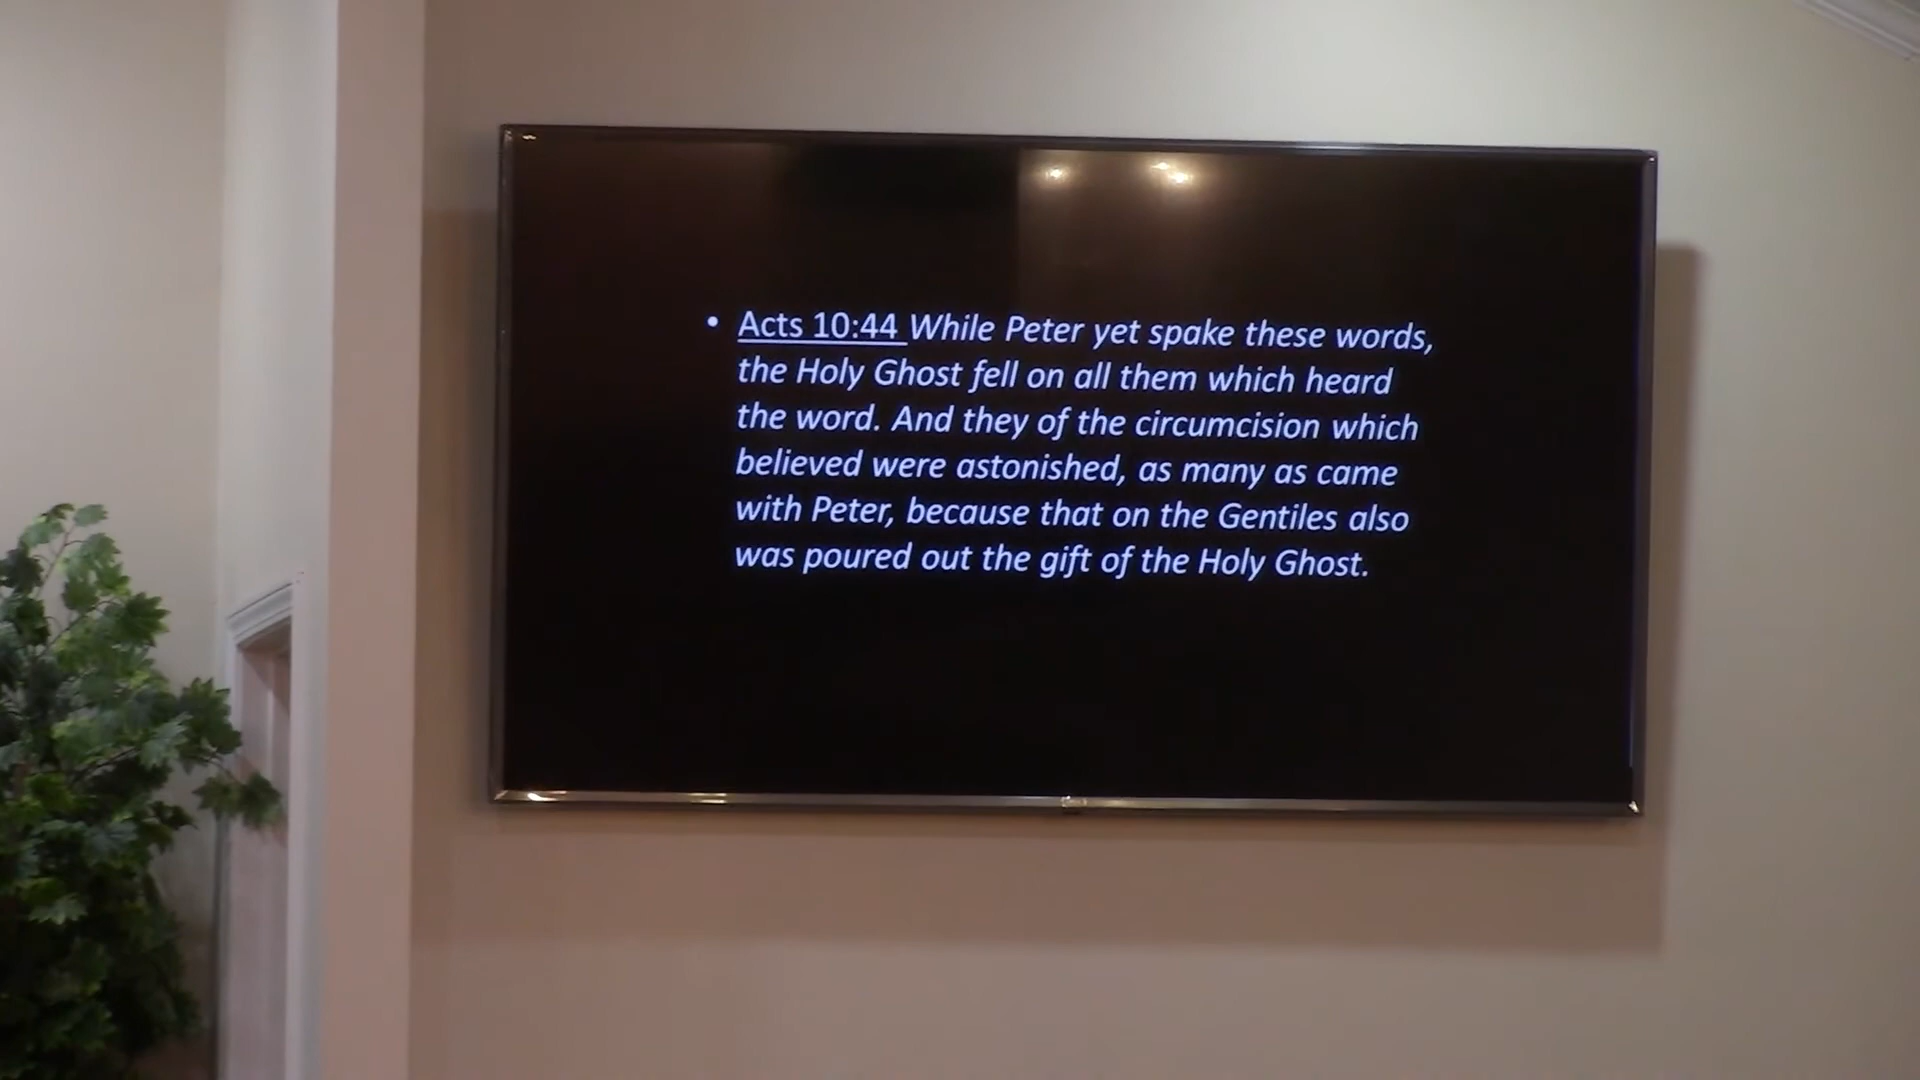 • Acts 10:44 While Peter yet spake these words,
the Holy Ghost fell on all them which heard
the word. And they of the circumcision which
believed were astonished, as many as came
with Peter, because that on the Gentiles also
was poured out the gift of the Holy Ghost.